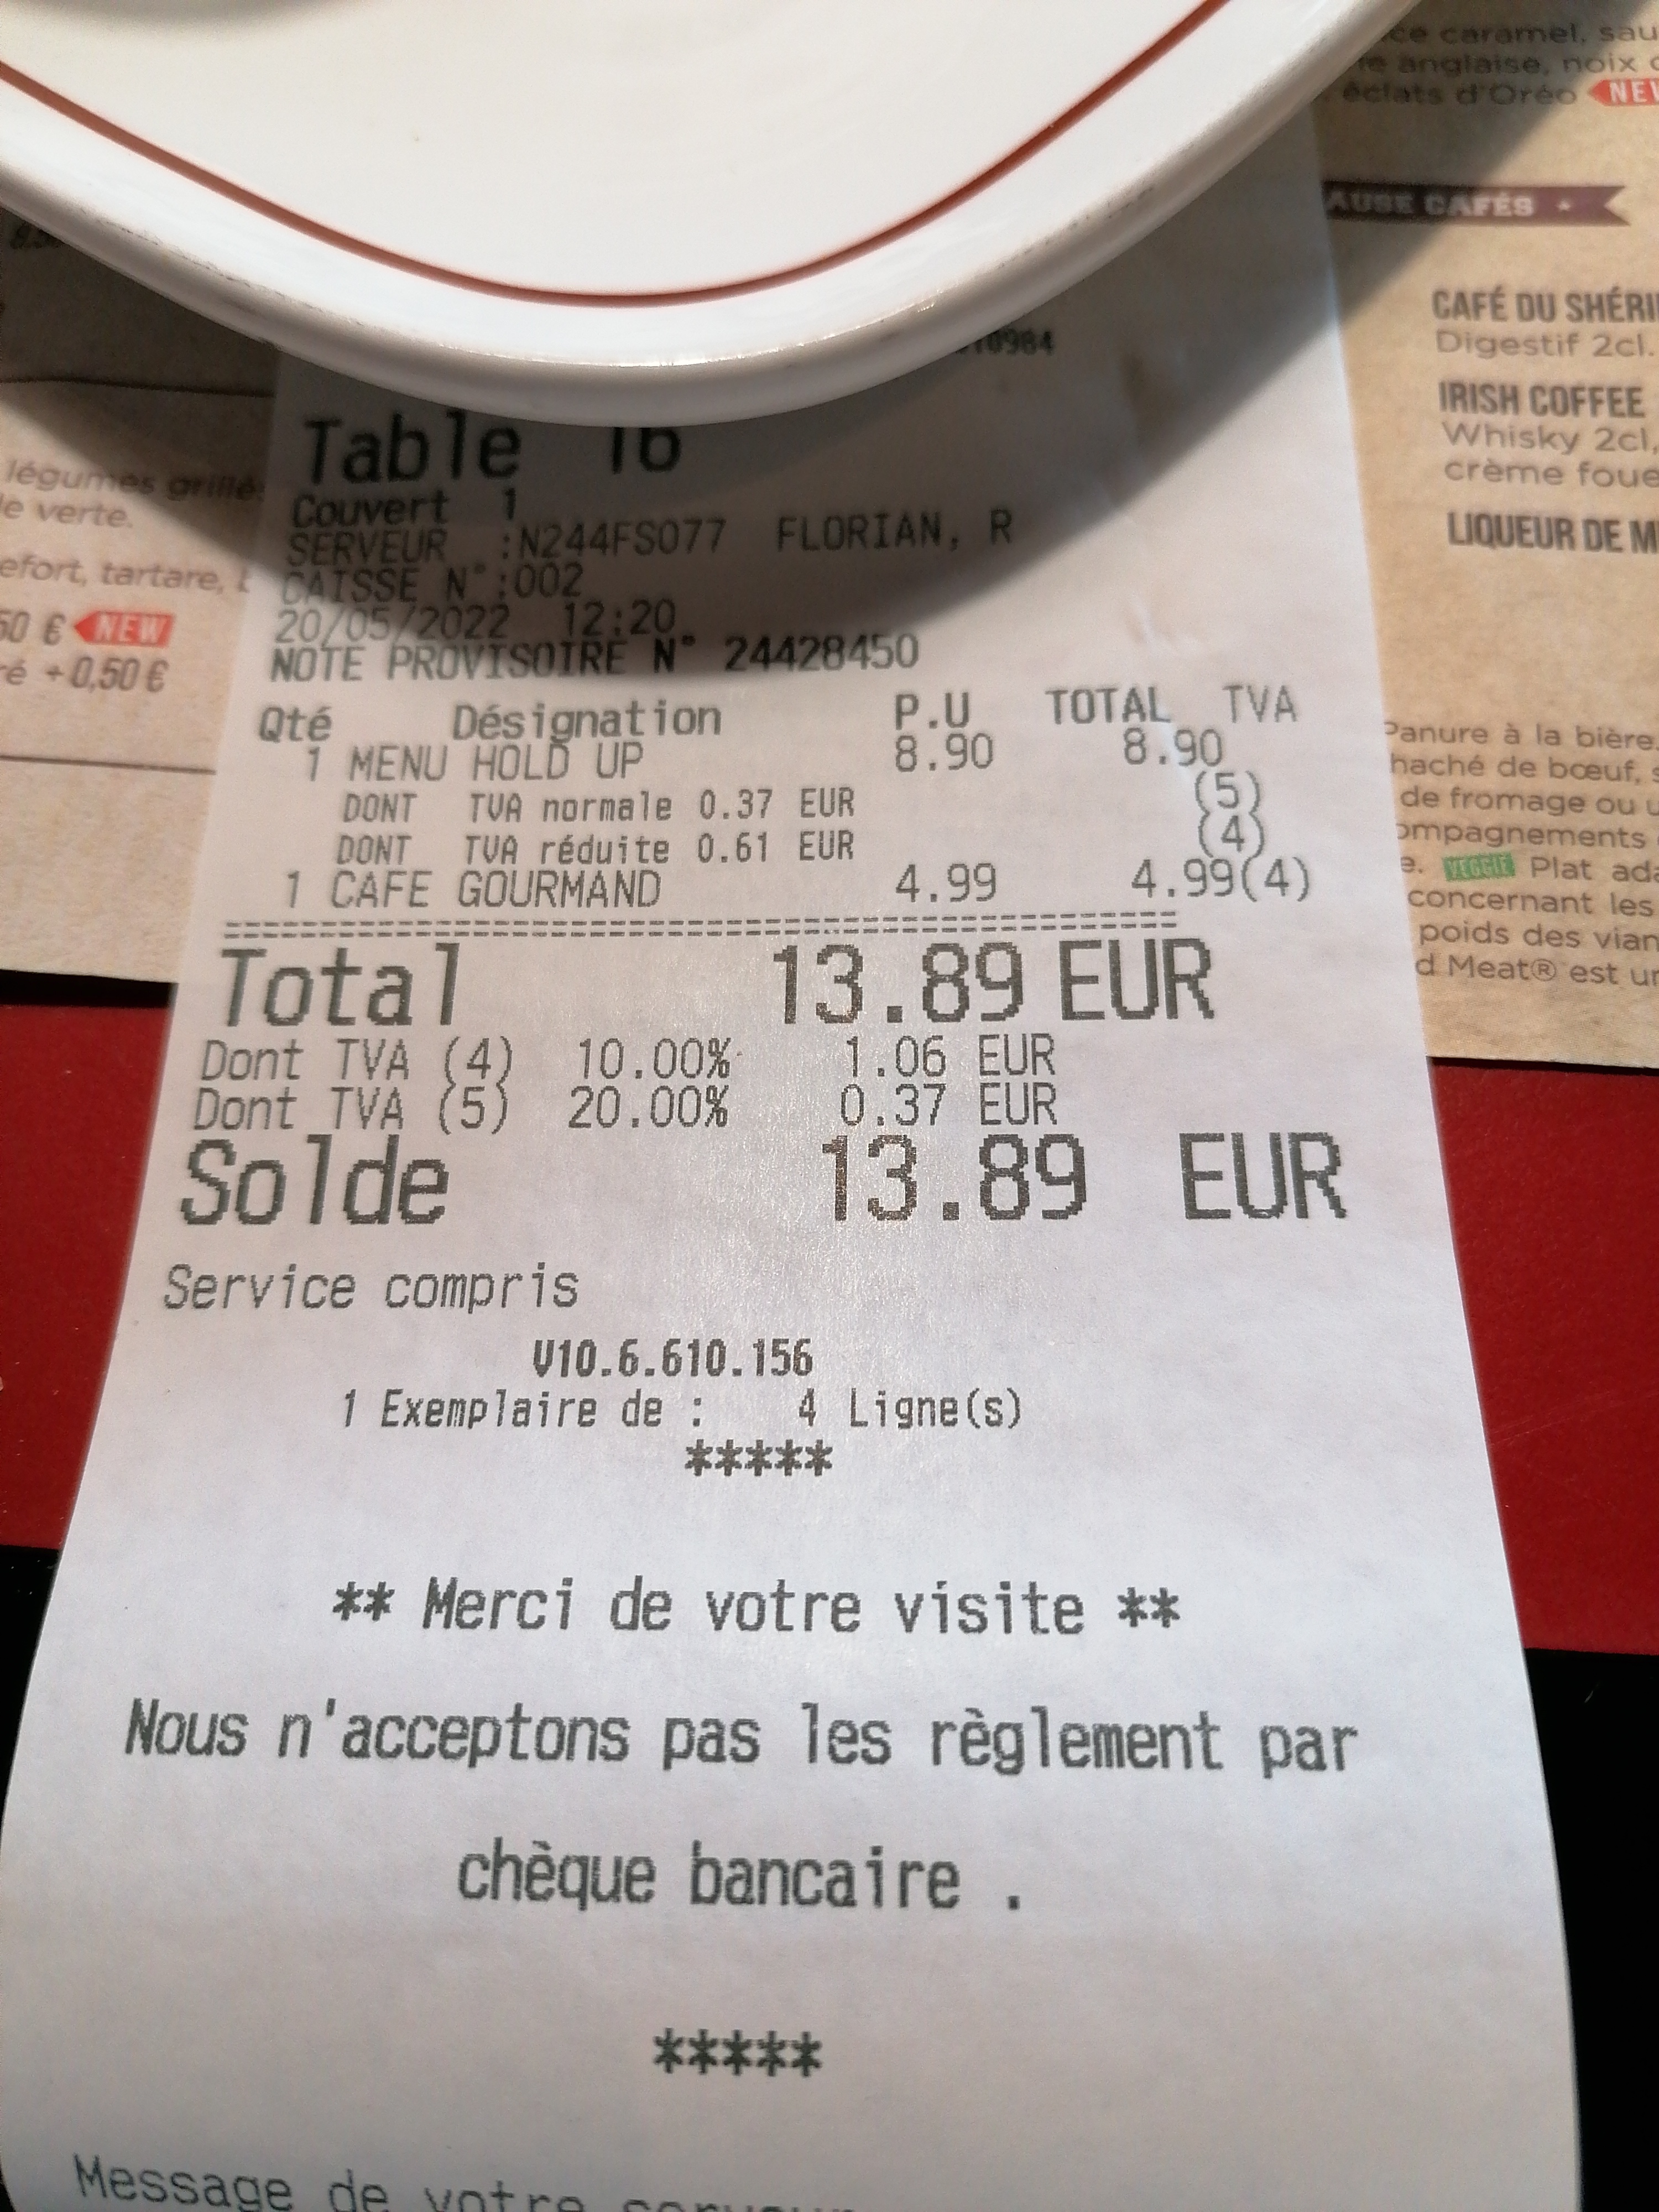 ce caramel, sau
anglaise, noix
éclats d'Oréo NEW
AUSE CAFÉS
CAFÉ DU SHÉRI
Digestif 2cl.
IRISH COFFEE
Whisky 2cl,
crème foue
LIQUEUR DE M
légumes grillé
le verte.
efort, tartare,
50 € NEW
ré +0,50 €
10984
Table 16
Couvert 1
SERVEUR :N244FS077 FLORIAN, R
CAISSE N°:002
20/05/2022 12:20
NOTE PROVISOIRE N° 24428450
Qté Désignation P.U TOTAL TVA
1 MENU HOLD UP 8.90 8.90
DONT TVA normale 0.37 EUR (5)
DONT TVA réduite 0.61 EUR (4)
1 CAFE GOURMAND 4.99 4.99(4)
Total 13.89 EUR
Dont TVA (4) 10.00% 1.06 EUR
Dont TVA (5) 20.00% 0.37 EUR
Solde 13.89 EUR
Service compris
V10.6.610.156
1 Exemplaire de : 4 Ligne(s)
*****
** Merci de votre visite **
Nous n'acceptons pas les règlement par
chèque bancaire .
*****
Message de votre serveur
Panure à la bière.
haché de bœuf, s
de fromage ou u
ompagnements
e. VEGGIE Plat ada
concernant les
poids des vian
d Meat® est un